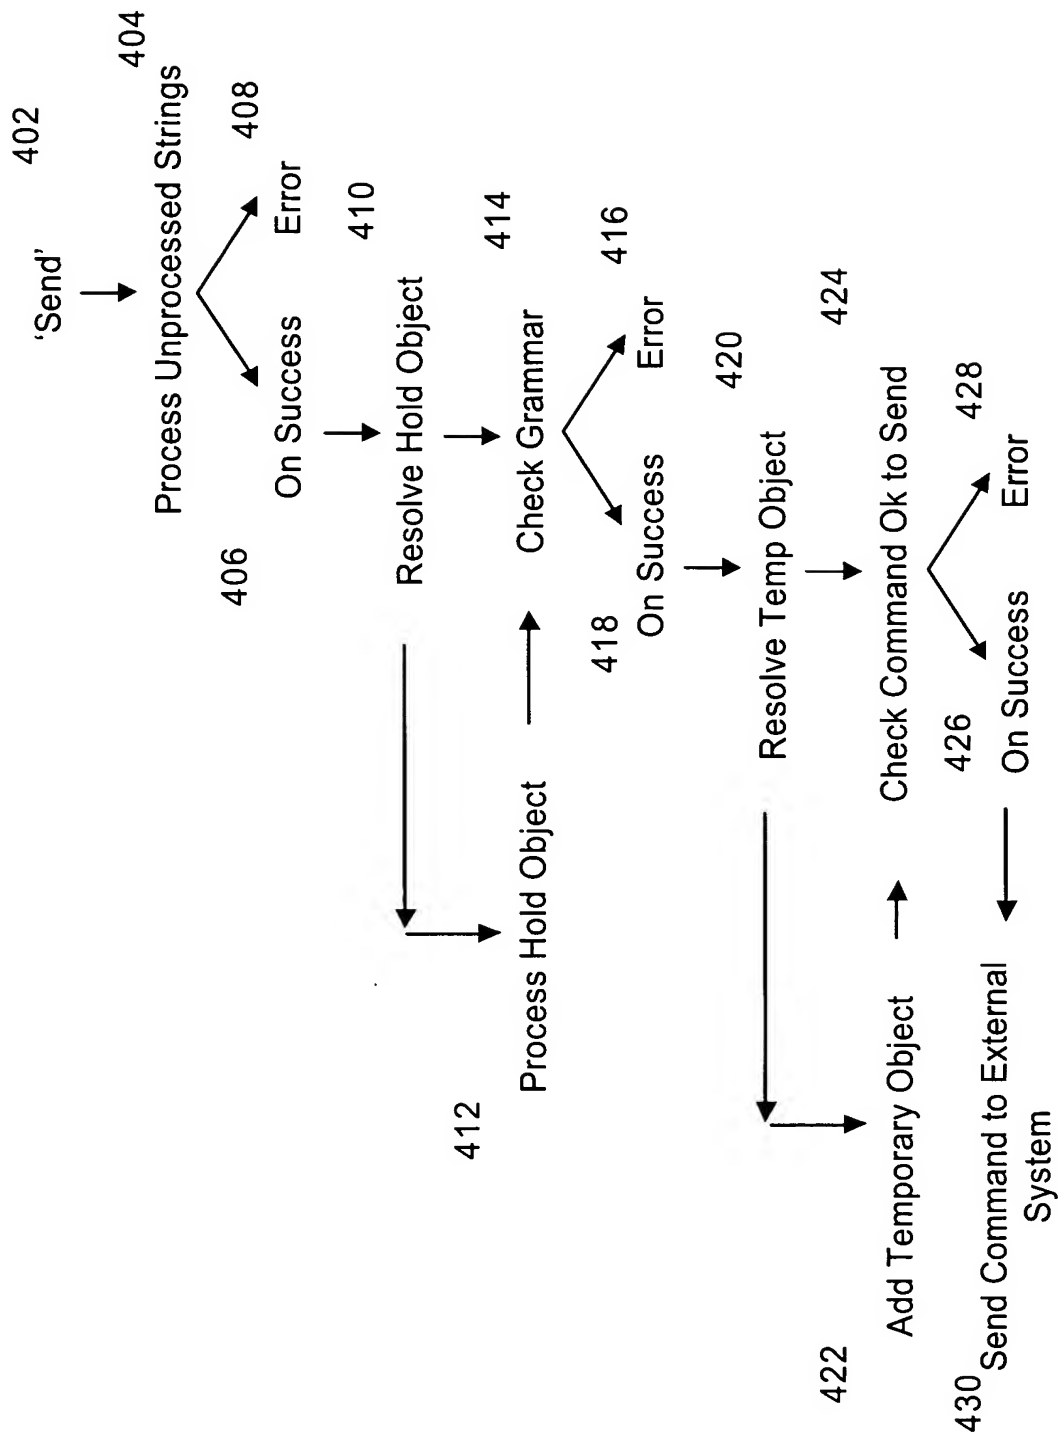 402
'Send'
404
Process Unprocessed Strings
406
On Success
408
Error
410
Resolve Hold Object
412
Process Hold Object
414
Check Grammar
416
Error
418
On Success
420
Resolve Temp Object
422
Add Temporary Object
424
Check Command Ok to Send
426
On Success
428
Error
430
Send Command to External
System